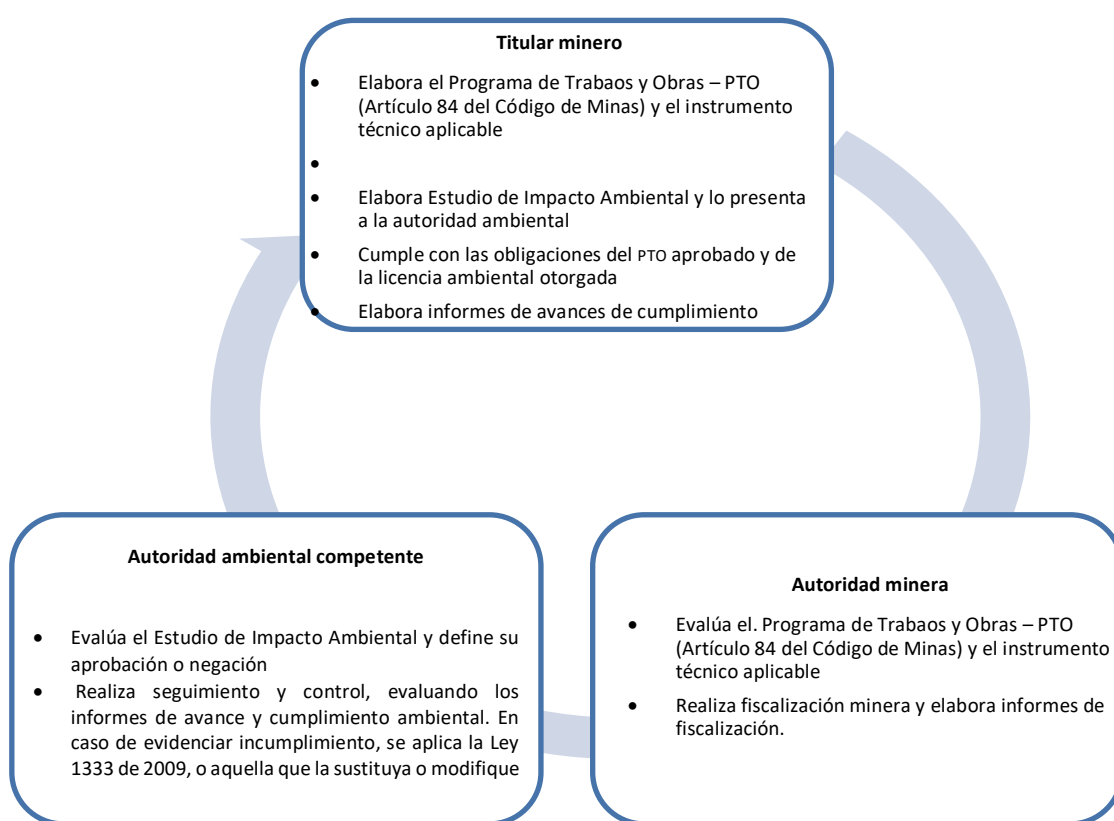 Titular minero
• Elabora el Programa de Trabaos y Obras – PTO
(Artículo 84 del Código de Minas) y el instrumento
técnico aplicable
•
• Elabora Estudio de Impacto Ambiental y lo presenta
a la autoridad ambiental
• Cumple con las obligaciones del PTO aprobado y de
la licencia ambiental otorgada
• Elabora informes de avances de cumplimiento
Autoridad ambiental competente
• Evalúa el Estudio de Impacto Ambiental y define su
aprobación o negación
• Realiza seguimiento y control, evaluando los
informes de avance y cumplimiento ambiental. En
caso de evidenciar incumplimiento, se aplica la Ley
1333 de 2009, o aquella que la sustituya o modifique
Autoridad minera
• Evalúa el. Programa de Trabaos y Obras – PTO
(Artículo 84 del Código de Minas) y el instrumento
técnico aplicable
• Realiza fiscalización minera y elabora informes de
fiscalización.